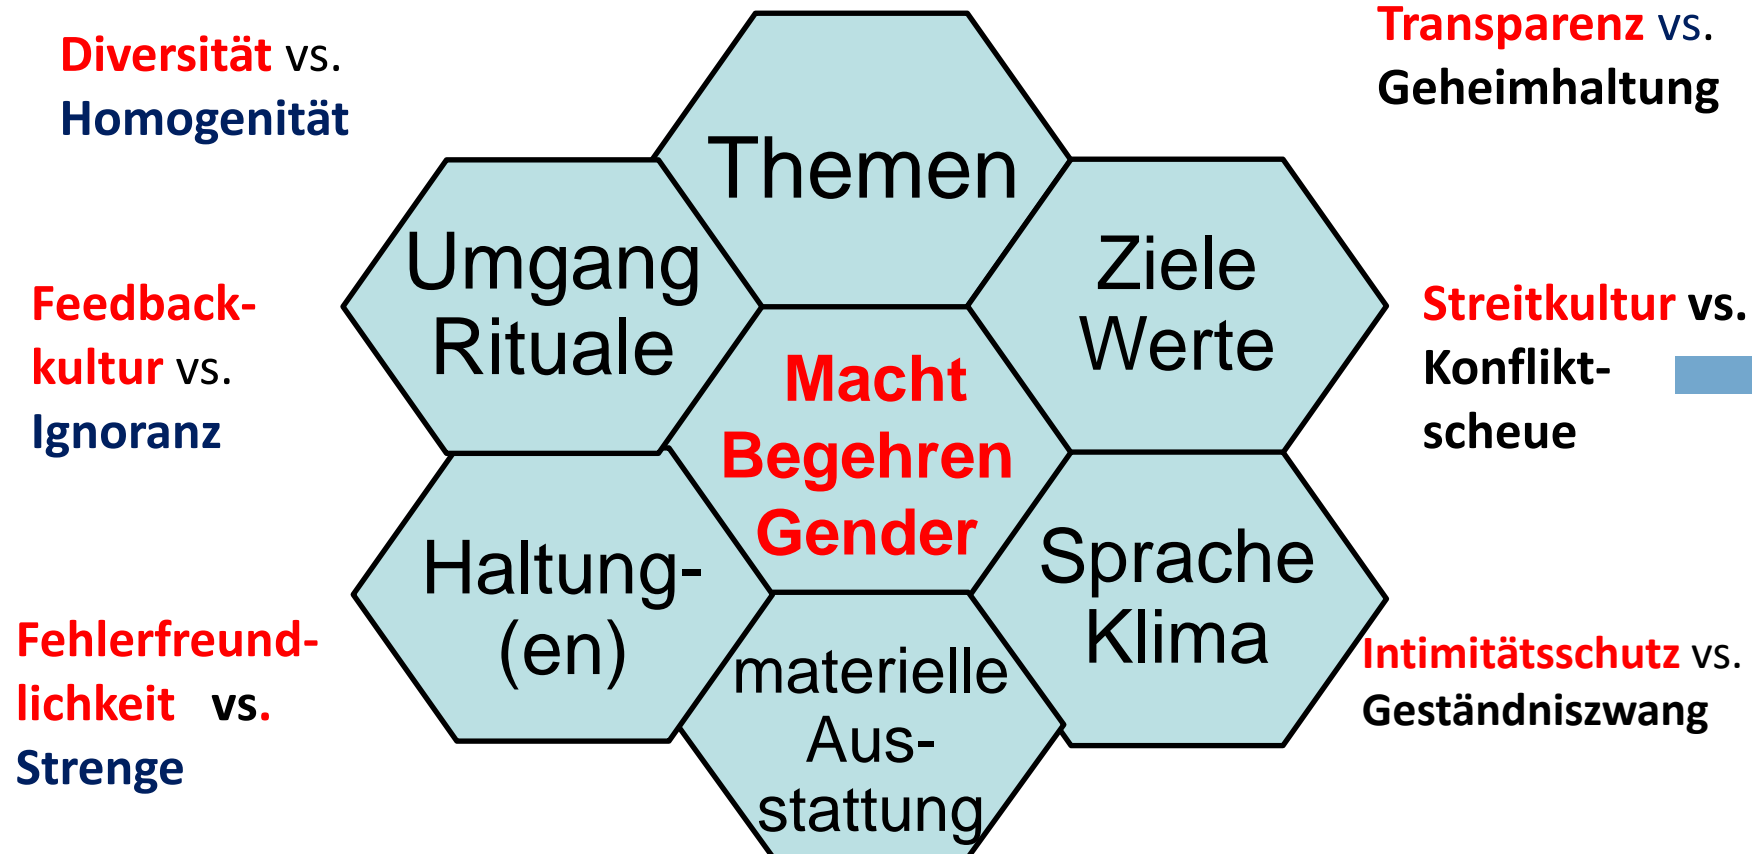 Diversität vs.
Homogenität
Feedback-
kultur vs.
Ignoranz
Fehlerfreund-
lichkeit vs.
Strenge
Themen
Umgang
Rituale
Ziele
Werte
Macht
Begehren
Gender
Haltung-
(en)
Sprache
Klima
materielle
Aus-
stattung
Transparenz vs.
Geheimhaltung
Streitkultur vs.
Konflikt-
scheue
Intimitätsschutz vs.
Geständniszwang